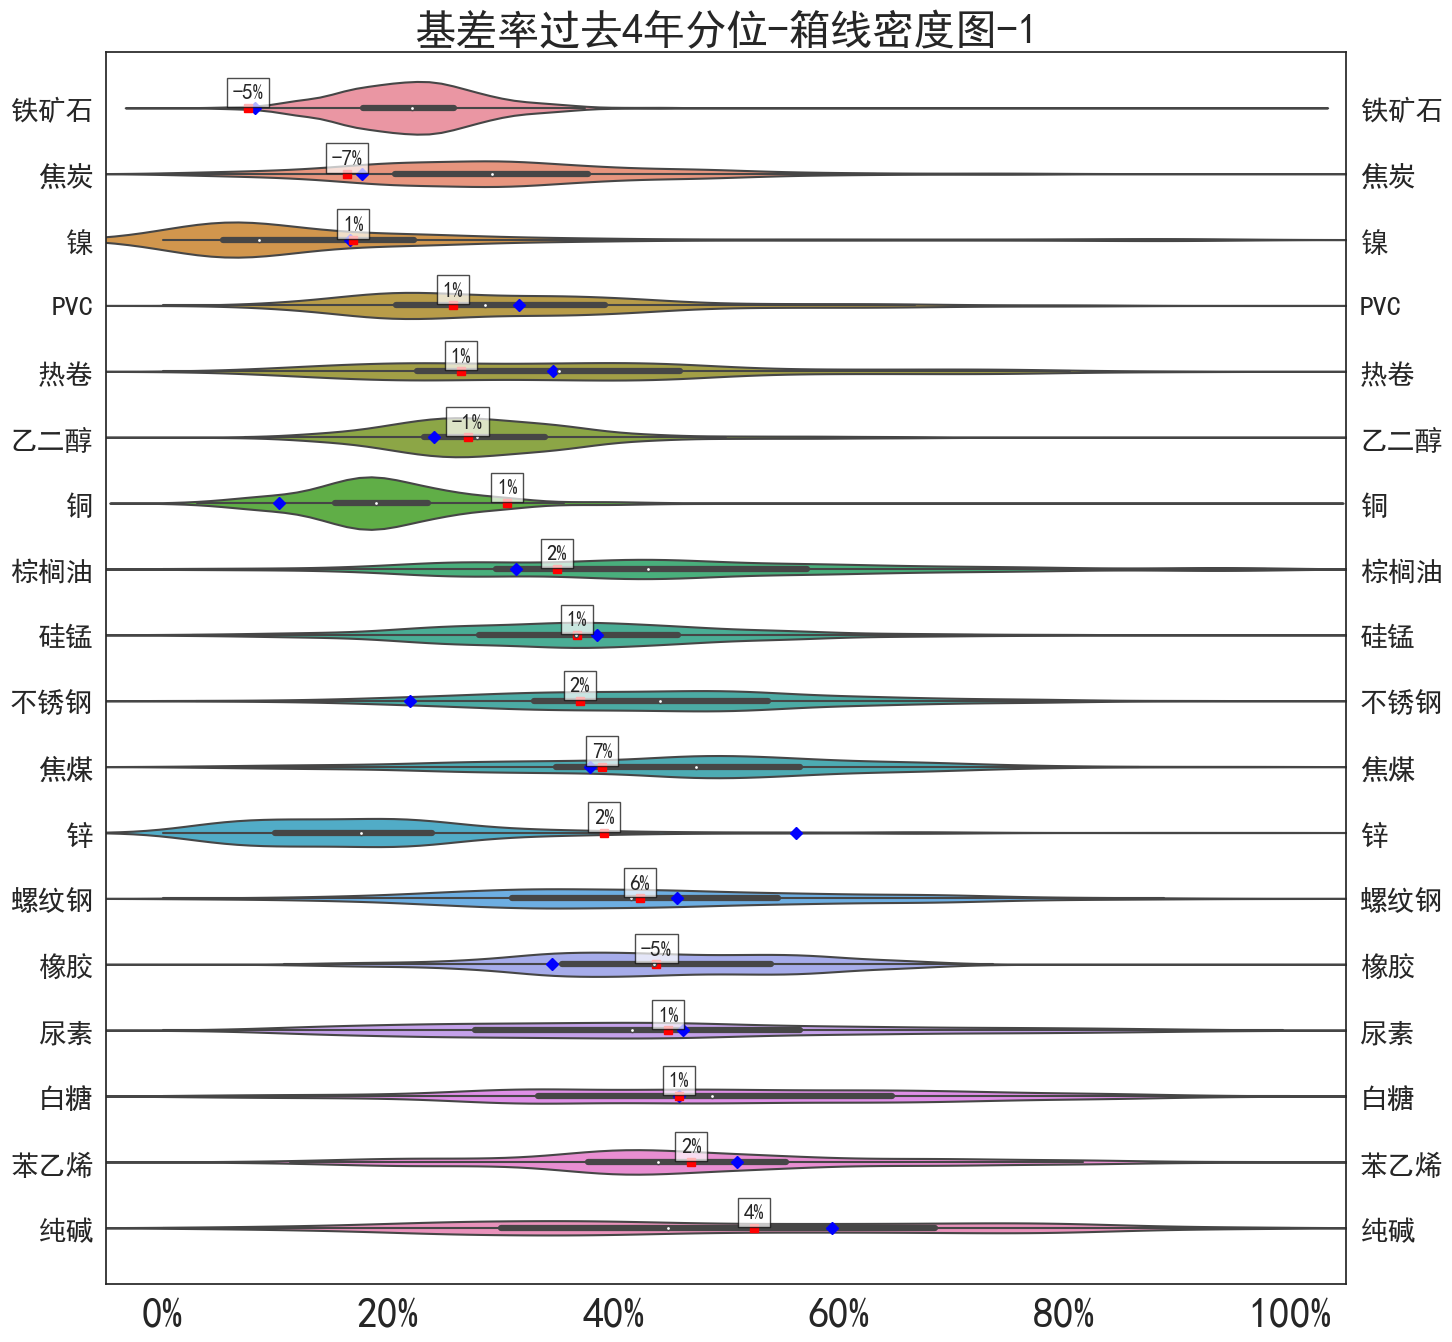 基差率过去4年分位-箱线密度图-1
铁矿石 -5% 铁矿石
焦炭 -7% 焦炭
镍 1% 镍
PVC 1% PVC
热卷 1% 热卷
乙二醇 -1% 乙二醇
铜 1% 铜
棕榈油 2% 棕榈油
硅锰 1% 硅锰
不锈钢 2% 不锈钢
焦煤 7% 焦煤
锌 2% 锌
螺纹钢 6% 螺纹钢
橡胶 -5% 橡胶
尿素 1% 尿素
白糖 1% 白糖
苯乙烯 2% 苯乙烯
纯碱 4% 纯碱
0% 20% 40% 60% 80% 100%